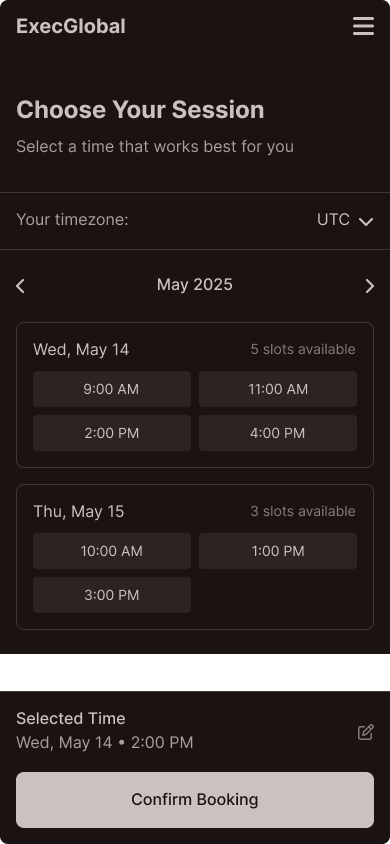 ExecGlobal
Choose Your Session
Select a time that works best for you
Your timezone: UTC
May 2025
Wed, May 14 5 slots available
9:00 AM 11:00 AM
2:00 PM 4:00 PM
Thu, May 15 3 slots available
10:00 AM 1:00 PM
3:00 PM
Selected Time
Wed, May 14 • 2:00 PM
Confirm Booking